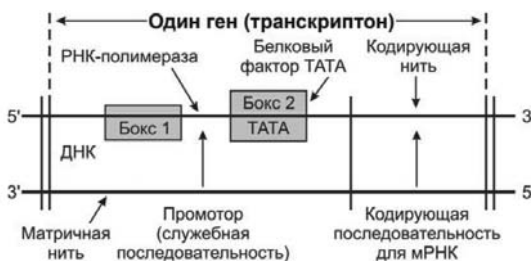 Один ген (транскриптон)
РНК-полимераза
Белковый
фактор ТАТА
Кодирующая
нить
5'
Бокс 1
Бокс 2
ТАТА
3'
ДНК
3'
5'
Матричная
нить
Промотор
(служебная
последовательность)
Кодирующая
последовательность
для мРНК